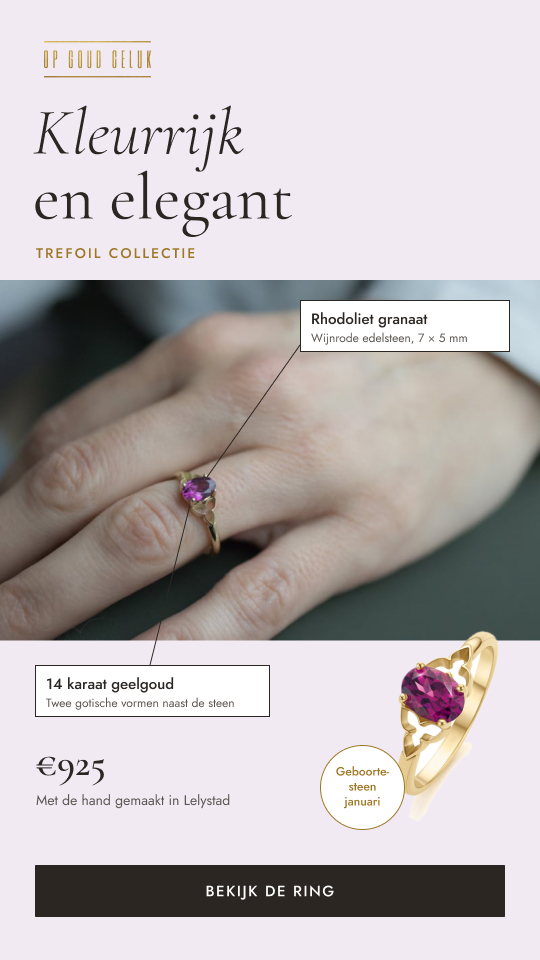 OP GOUD GELUK
Kleurrijk
en elegant
TREFOIL COLLECTIE
Rhodoliet granaat
Wijnrode edelsteen, 7 × 5 mm
14 karaat geelgoud
Twee gotische vormen naast de steen
€925
Met de hand gemaakt in Lelystad
Geboorte-
steen
januari
BEKIJK DE RING